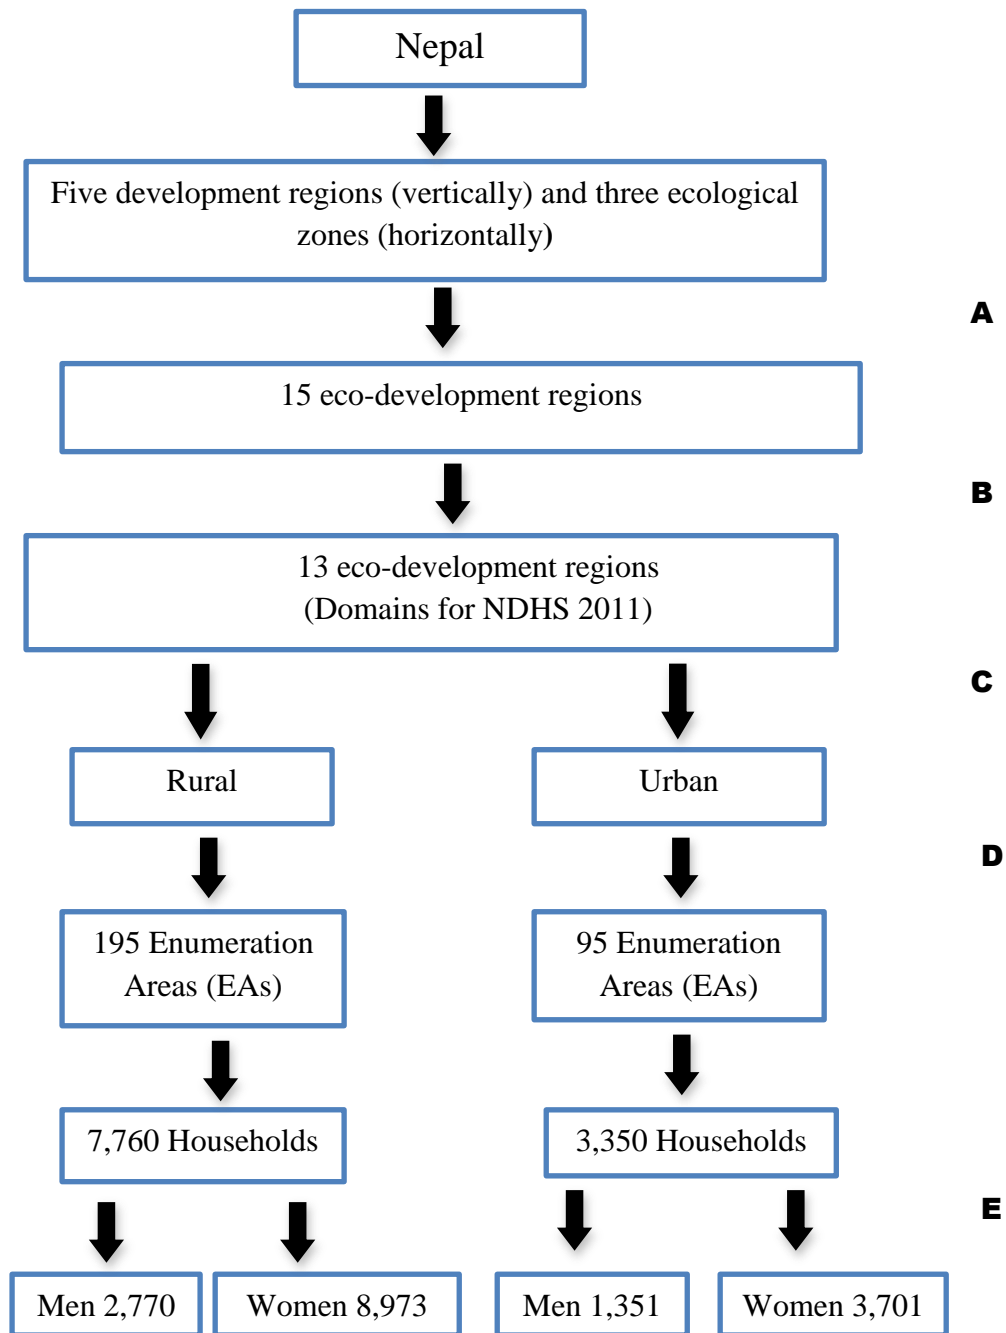 Nepal
Five development regions (vertically) and three ecological
zones (horizontally)
A
15 eco-development regions
B
13 eco-development regions
(Domains for NDHS 2011)
C
Rural
Urban
D
195 Enumeration
Areas (EAs)
95 Enumeration
Areas (EAs)
7,760 Households
3,350 Households
E
Men 2,770
Women 8,973
Men 1,351
Women 3,701